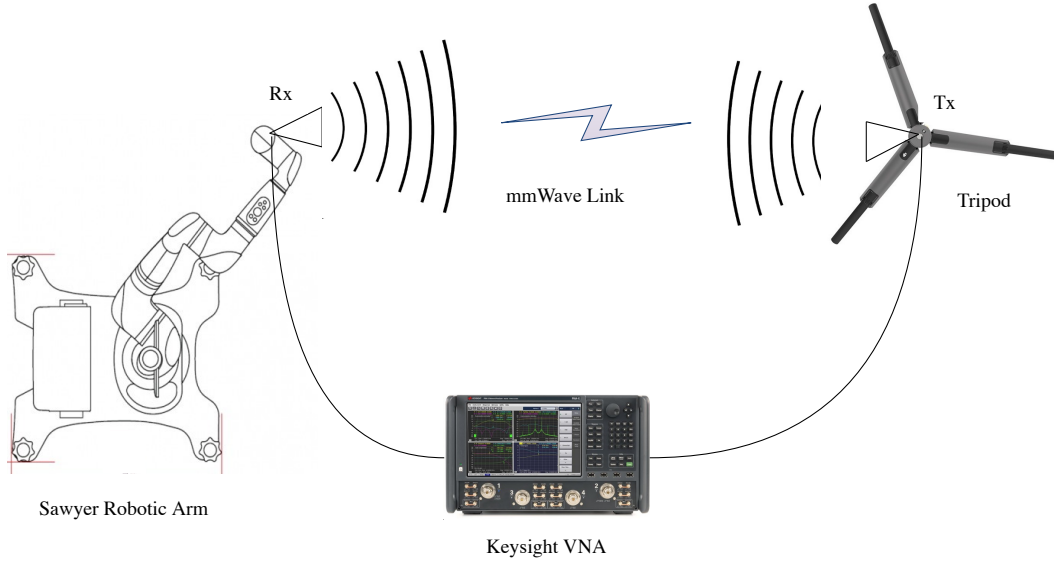 Rx
Tx
mmWave Link
Tripod
Sawyer Robotic Arm
Keysight VNA